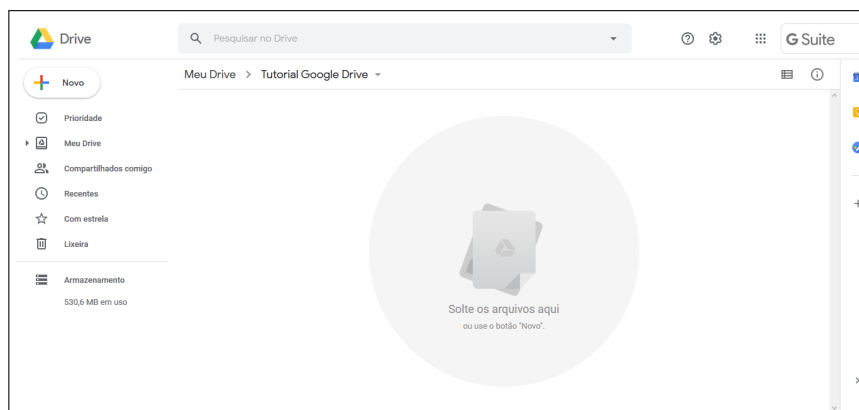 Drive
Pesquisar no Drive
G Suite
Novo
Meu Drive > Tutorial Google Drive
Prioridade
Meu Drive
Compartilhados comigo
Recentes
Com estrela
Lixeira
Armazenamento
530,6 MB em uso
Solte os arquivos aqui
ou use o botão "Novo".